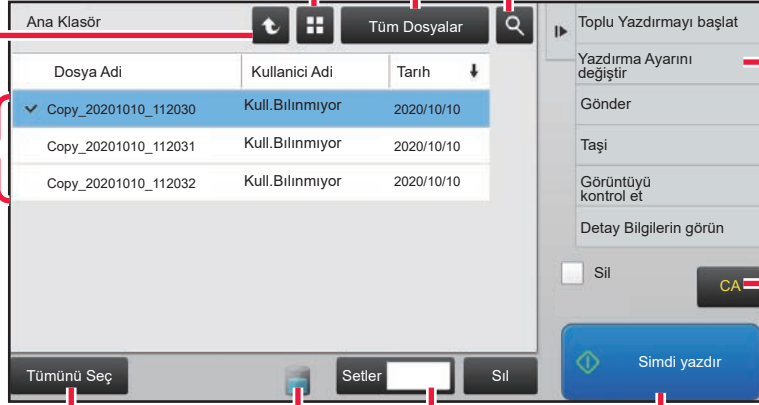 Ana Klasör
Tüm Dosyalar
Dosya Adi
Kullanici Adi
Tarıh
Copy_20201010_112030
Kull.Bılınmıyor
2020/10/10
Copy_20201010_112031
Kull.Bılınmıyor
2020/10/10
Copy_20201010_112032
Kull.Bılınmıyor
2020/10/10
Toplu Yazdırmayı başlat
Yazdırma Ayarını
değiştir
Gönder
Taşi
Görüntüyü
kontrol et
Detay Bilgilerin görün
Sil
CA
Tümünü Seç
Setler
Sıl
Simdi yazdır